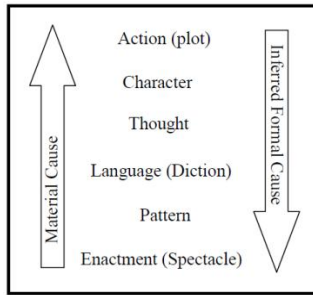 Action (plot)
Character
Thought
Language (Diction)
Pattern
Enactment (Spectacle)
Material Cause
Inferred Formal Cause